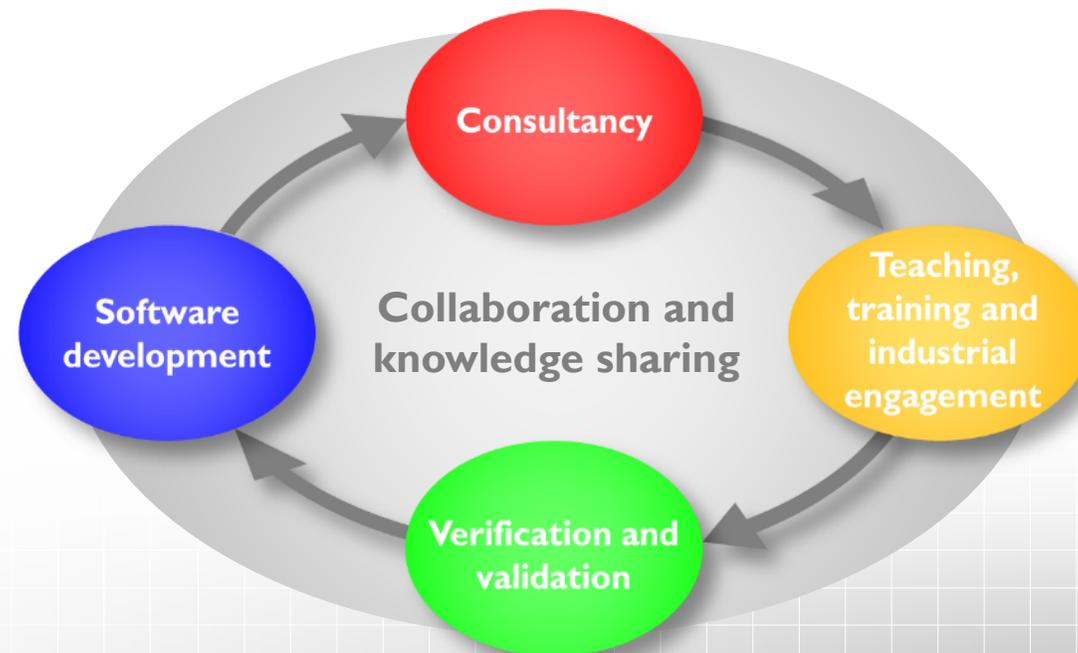 Consultancy
Teaching,
training and
industrial
engagement
Software
development
Collaboration and
knowledge sharing
Verification and
validation